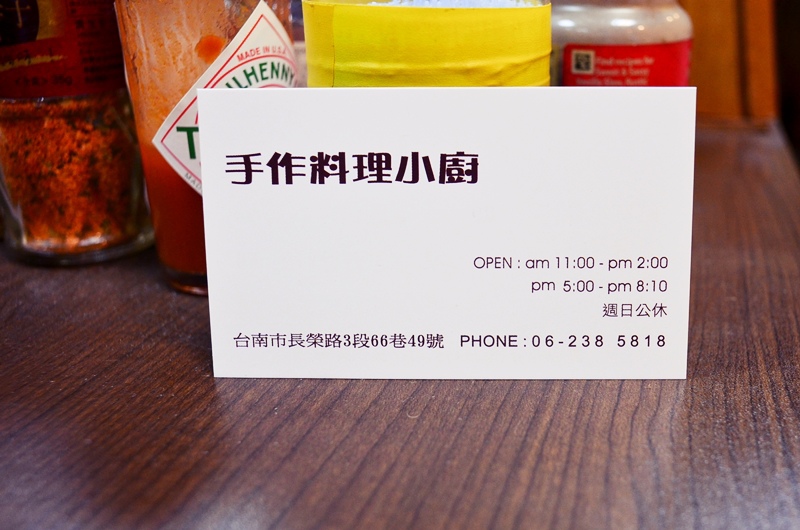 MADE IN U.S.A.
手作料理小廚
OPEN : am 11:00 - pm 2:00
pm 5:00 - pm 8:10
週日公休
台南市長榮路3段66巷49號 PHONE : 06-238 5818